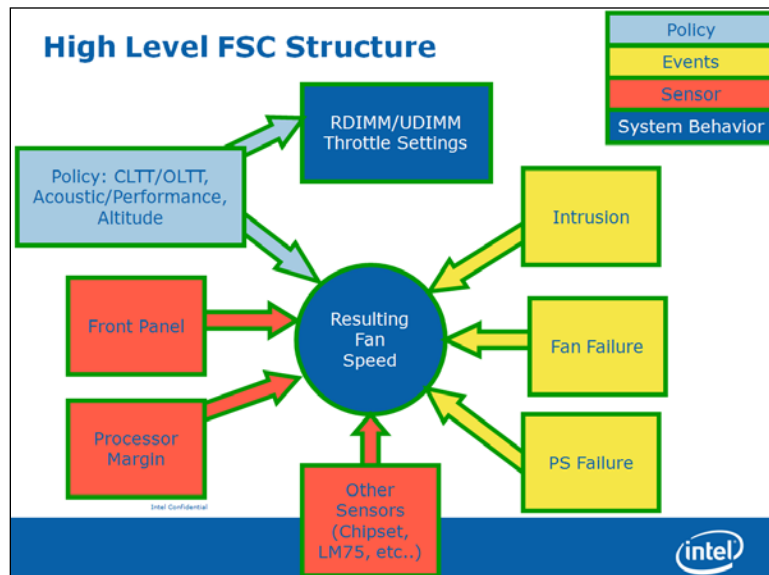 High Level FSC Structure
Policy
Events
Sensor
System Behavior
RDIMM/UDIMM
Throttle Settings
Policy: CLTT/OLTT,
Acoustic/Performance,
Altitude
Intrusion
Front Panel
Resulting
Fan
Speed
Fan Failure
Processor
Margin
PS Failure
Other
Sensors
(Chipset,
LM75, etc..)
Intel Confidential
intel